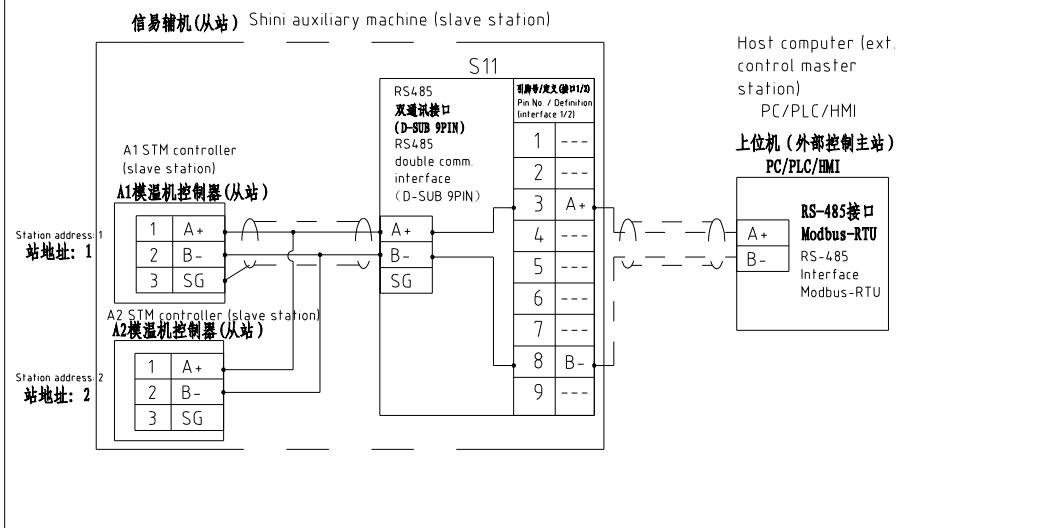 信易辅机(从站) Shini auxiliary machine (slave station)
Host computer (ext.
control master
station)
PC/PLC/HMI
上位机(外部控制主站)
PC/PLC/HMI
S11
RS485
双通讯接口
(D-SUB 9PIN)
RS485
double comm.
interface
(D-SUB 9PIN)
引脚号/定义(接口1/2)
Pin No. / Definition
(interface 1/2)
1 ---
2 ---
3 A+
4 ---
5 ---
6 ---
7 ---
8 B-
9 ---
A1 STM controller
(slave station)
A1模温机控制器(从站)
Station address: 1
站地址: 1
1 A+
2 B-
3 SG
A+
B-
SG
A+
B-
RS-485接口
Modbus-RTU
RS-485
Interface
Modbus-RTU
A2 STM controller (slave station)
A2模温机控制器(从站)
Station address: 2
站地址: 2
1 A+
2 B-
3 SG